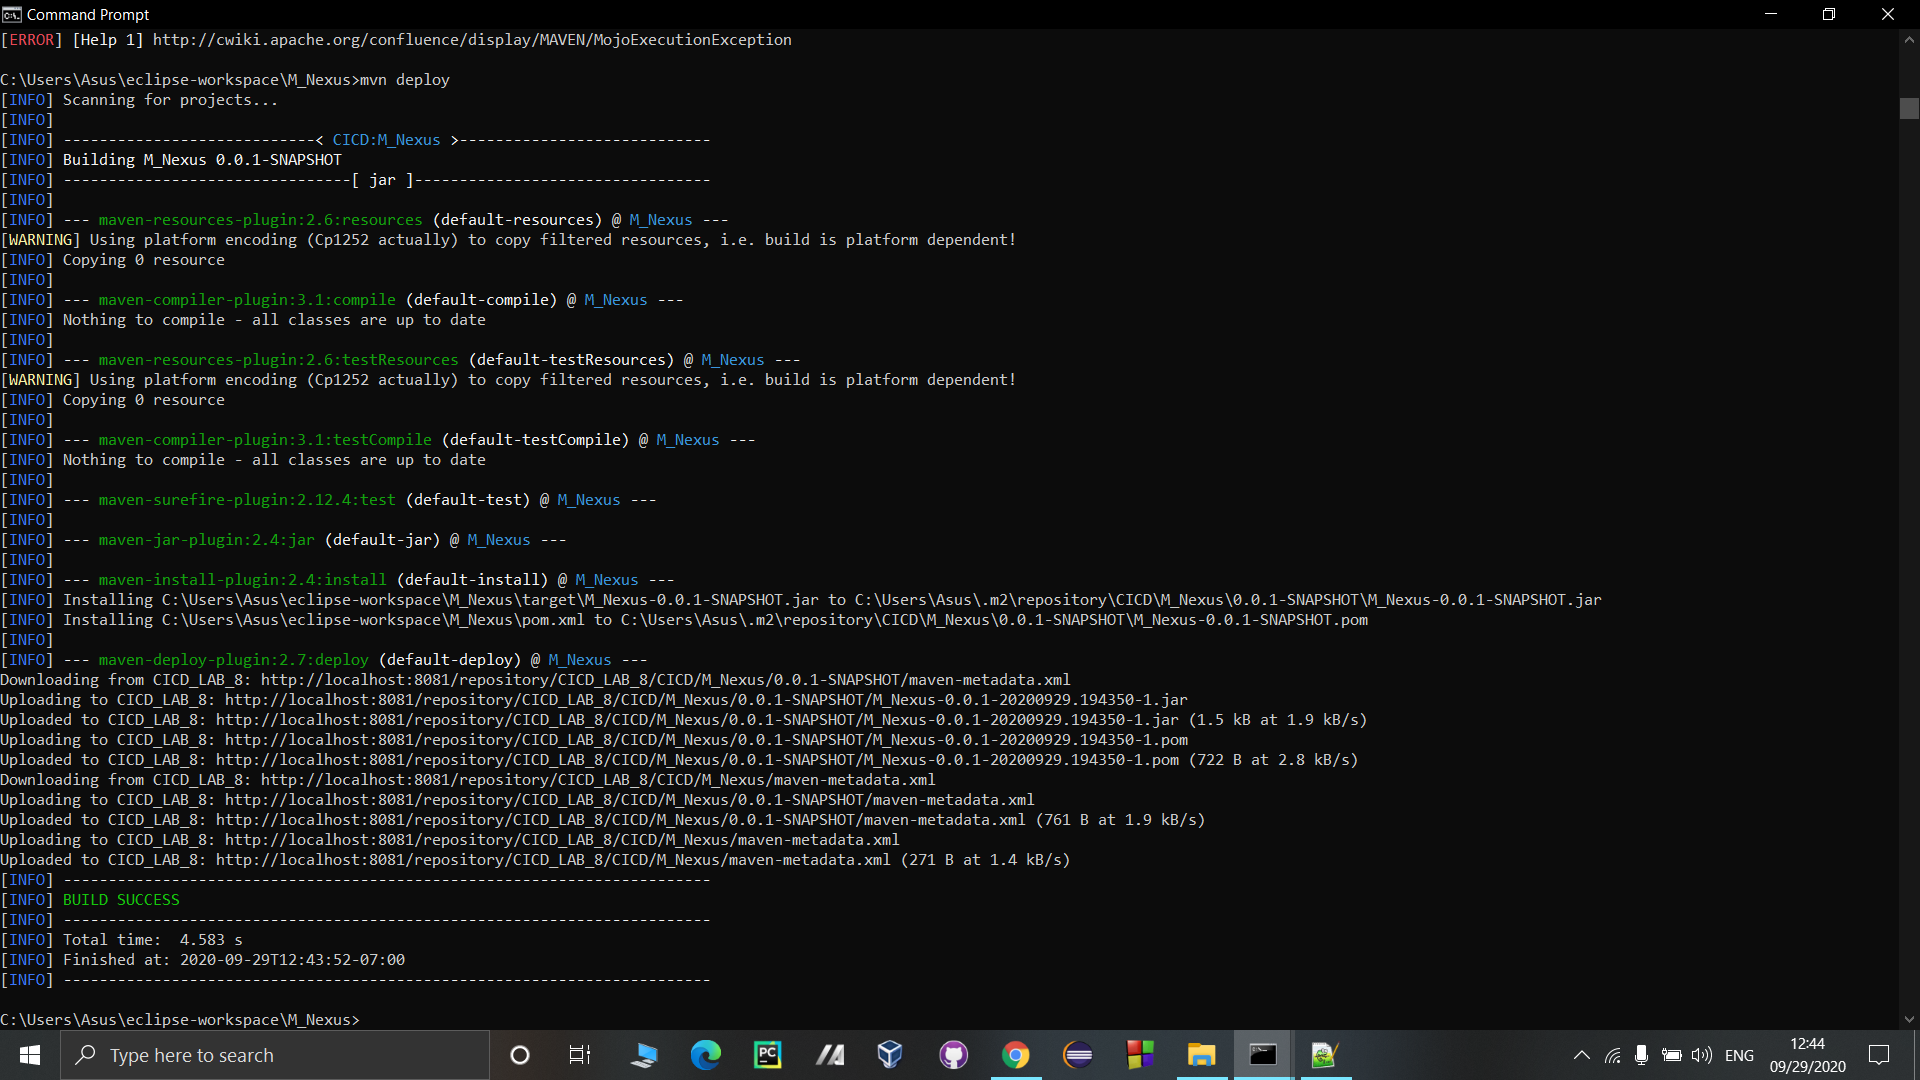 Command Prompt
[ERROR] [Help 1] http://cwiki.apache.org/confluence/display/MAVEN/MojoExecutionException
C:\Users\Asus\eclipse-workspace\M_Nexus>mvn deploy
[INFO] Scanning for projects...
[INFO]
[INFO] ----------------------------< CICD:M_Nexus >----------------------------
[INFO] Building M_Nexus 0.0.1-SNAPSHOT
[INFO] --------------------------------[ jar ]---------------------------------
[INFO]
[INFO] --- maven-resources-plugin:2.6:resources (default-resources) @ M_Nexus ---
[WARNING] Using platform encoding (Cp1252 actually) to copy filtered resources, i.e. build is platform dependent!
[INFO] Copying 0 resource
[INFO]
[INFO] --- maven-compiler-plugin:3.1:compile (default-compile) @ M_Nexus ---
[INFO] Nothing to compile - all classes are up to date
[INFO]
[INFO] --- maven-resources-plugin:2.6:testResources (default-testResources) @ M_Nexus ---
[WARNING] Using platform encoding (Cp1252 actually) to copy filtered resources, i.e. build is platform dependent!
[INFO] Copying 0 resource
[INFO]
[INFO] --- maven-compiler-plugin:3.1:testCompile (default-testCompile) @ M_Nexus ---
[INFO] Nothing to compile - all classes are up to date
[INFO]
[INFO] --- maven-surefire-plugin:2.12.4:test (default-test) @ M_Nexus ---
[INFO]
[INFO] --- maven-jar-plugin:2.4:jar (default-jar) @ M_Nexus ---
[INFO]
[INFO] --- maven-install-plugin:2.4:install (default-install) @ M_Nexus ---
[INFO] Installing C:\Users\Asus\eclipse-workspace\M_Nexus\target\M_Nexus-0.0.1-SNAPSHOT.jar to C:\Users\Asus\.m2\repository\CICD\M_Nexus\0.0.1-SNAPSHOT\M_Nexus-0.0.1-SNAPSHOT.jar
[INFO] Installing C:\Users\Asus\eclipse-workspace\M_Nexus\pom.xml to C:\Users\Asus\.m2\repository\CICD\M_Nexus\0.0.1-SNAPSHOT\M_Nexus-0.0.1-SNAPSHOT.pom
[INFO]
[INFO] --- maven-deploy-plugin:2.7:deploy (default-deploy) @ M_Nexus ---
Downloading from CICD_LAB_8: http://localhost:8081/repository/CICD_LAB_8/CICD/M_Nexus/0.0.1-SNAPSHOT/maven-metadata.xml
Uploading to CICD_LAB_8: http://localhost:8081/repository/CICD_LAB_8/CICD/M_Nexus/0.0.1-SNAPSHOT/M_Nexus-0.0.1-20200929.194350-1.jar
Uploaded to CICD_LAB_8: http://localhost:8081/repository/CICD_LAB_8/CICD/M_Nexus/0.0.1-SNAPSHOT/M_Nexus-0.0.1-20200929.194350-1.jar (1.5 kB at 1.9 kB/s)
Uploading to CICD_LAB_8: http://localhost:8081/repository/CICD_LAB_8/CICD/M_Nexus/0.0.1-SNAPSHOT/M_Nexus-0.0.1-20200929.194350-1.pom
Uploaded to CICD_LAB_8: http://localhost:8081/repository/CICD_LAB_8/CICD/M_Nexus/0.0.1-SNAPSHOT/M_Nexus-0.0.1-20200929.194350-1.pom (722 B at 2.8 kB/s)
Downloading from CICD_LAB_8: http://localhost:8081/repository/CICD_LAB_8/CICD/M_Nexus/maven-metadata.xml
Uploading to CICD_LAB_8: http://localhost:8081/repository/CICD_LAB_8/CICD/M_Nexus/0.0.1-SNAPSHOT/maven-metadata.xml
Uploaded to CICD_LAB_8: http://localhost:8081/repository/CICD_LAB_8/CICD/M_Nexus/0.0.1-SNAPSHOT/maven-metadata.xml (761 B at 1.9 kB/s)
Uploading to CICD_LAB_8: http://localhost:8081/repository/CICD_LAB_8/CICD/M_Nexus/maven-metadata.xml
Uploaded to CICD_LAB_8: http://localhost:8081/repository/CICD_LAB_8/CICD/M_Nexus/maven-metadata.xml (271 B at 1.4 kB/s)
[INFO] ------------------------------------------------------------------------
[INFO] BUILD SUCCESS
[INFO] ------------------------------------------------------------------------
[INFO] Total time:  4.583 s
[INFO] Finished at: 2020-09-29T12:43:52-07:00
[INFO] ------------------------------------------------------------------------
C:\Users\Asus\eclipse-workspace\M_Nexus>
Type here to search
PC
ENG
12:44
09/29/2020